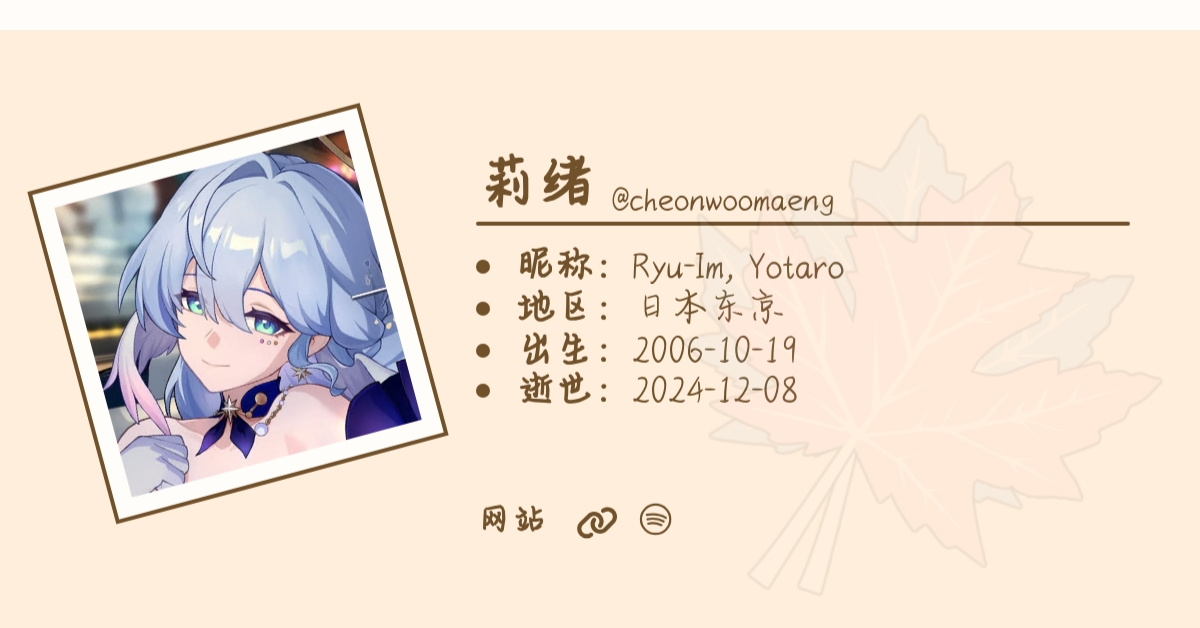 莉绪 @cheonwoomaeng
• 昵称：Ryu-Im, Yotaro
• 地区：日本东京
• 出生：2006-10-19
• 逝世：2024-12-08
网站